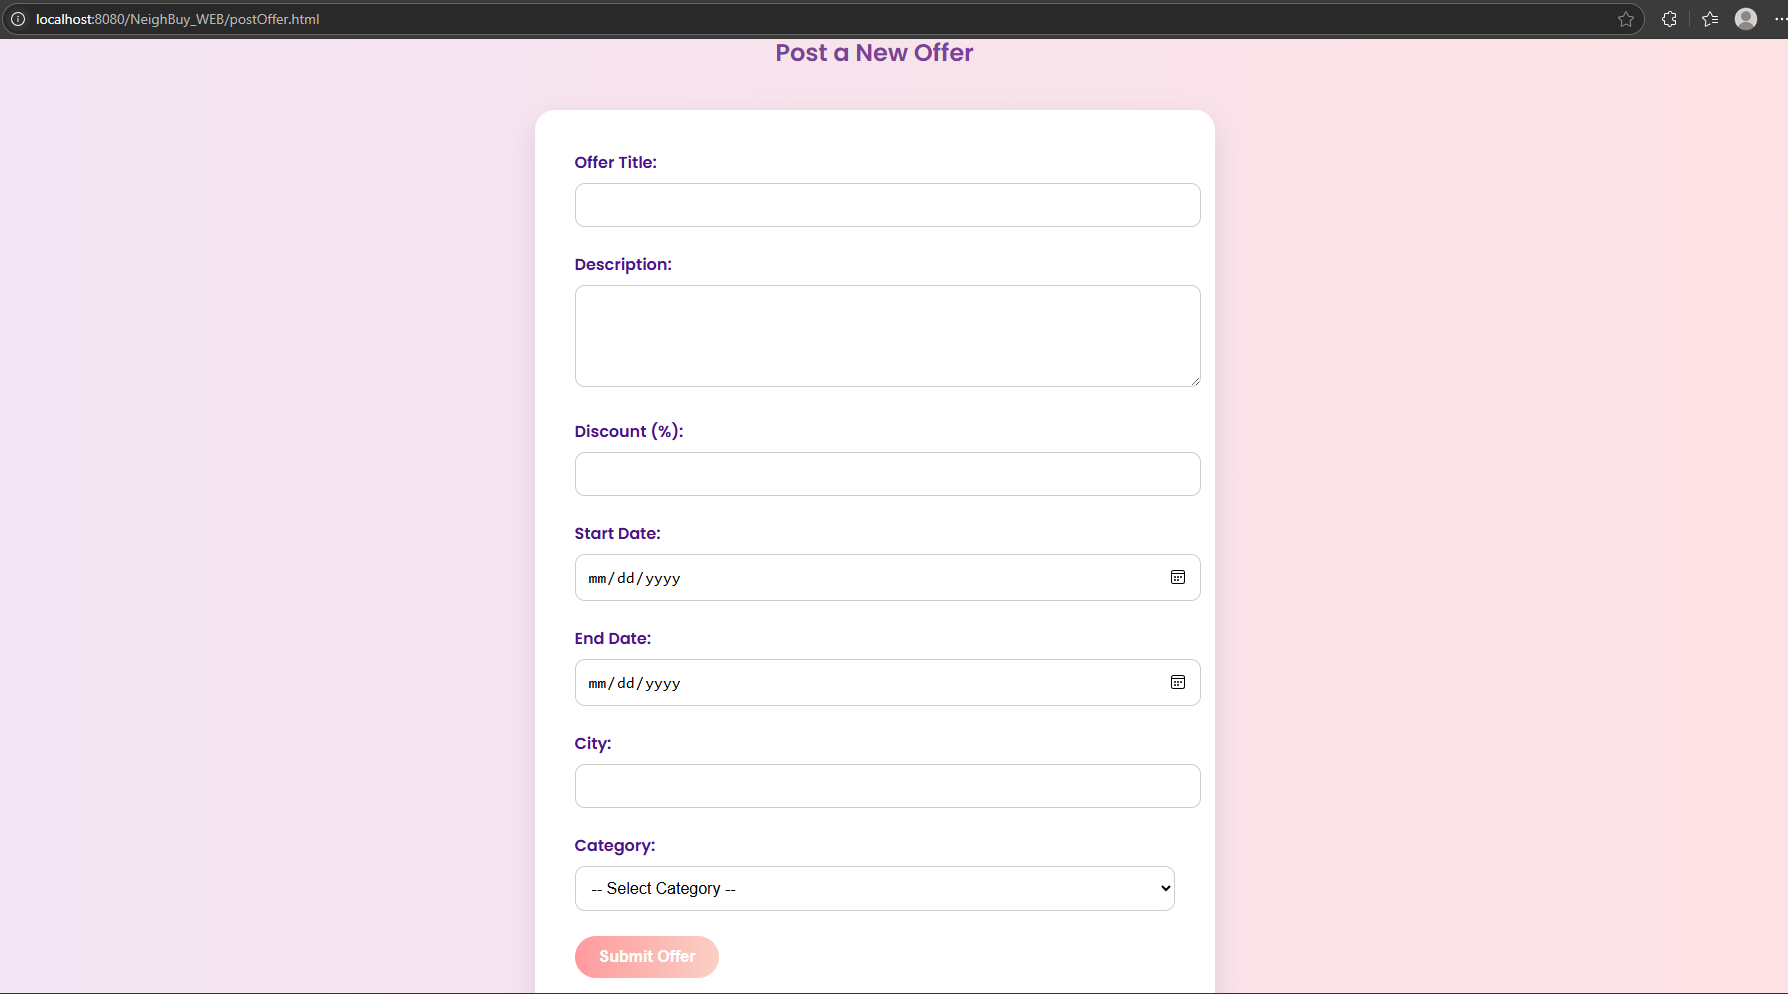 localhost:8080/NeighBuy_WEB/postOffer.html
Post a New Offer
Offer Title:
Description:
Discount (%):
Start Date:
mm/dd/yyyy
End Date:
mm/dd/yyyy
City:
Category:
-- Select Category --
Submit Offer